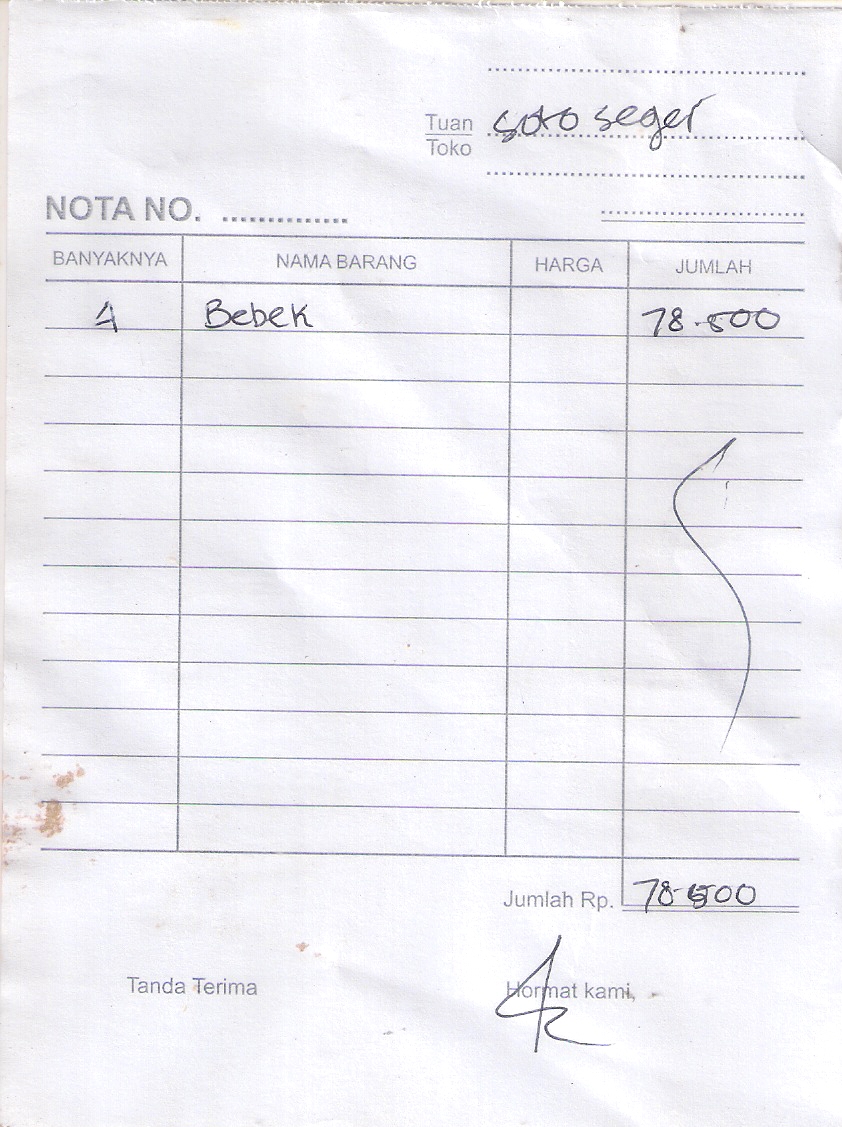 Tuan soto seger
Toko
NOTA NO. ..............
BANYAKNYA NAMA BARANG HARGA JUMLAH
Bebek 78.500
Jumlah Rp. 78.500
Tanda Terima Hormat kami,